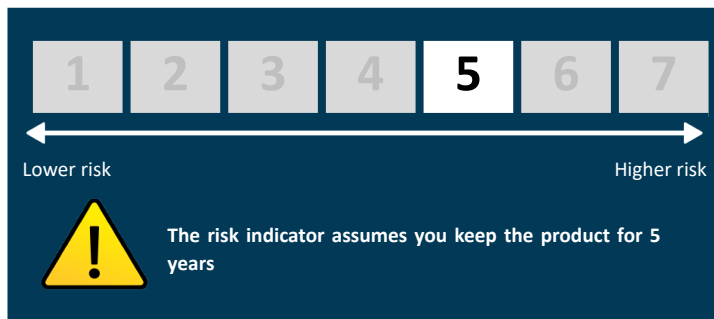 1 2 3 4 5 6 7
Lower risk Higher risk
!
The risk indicator assumes you keep the product for 5
years